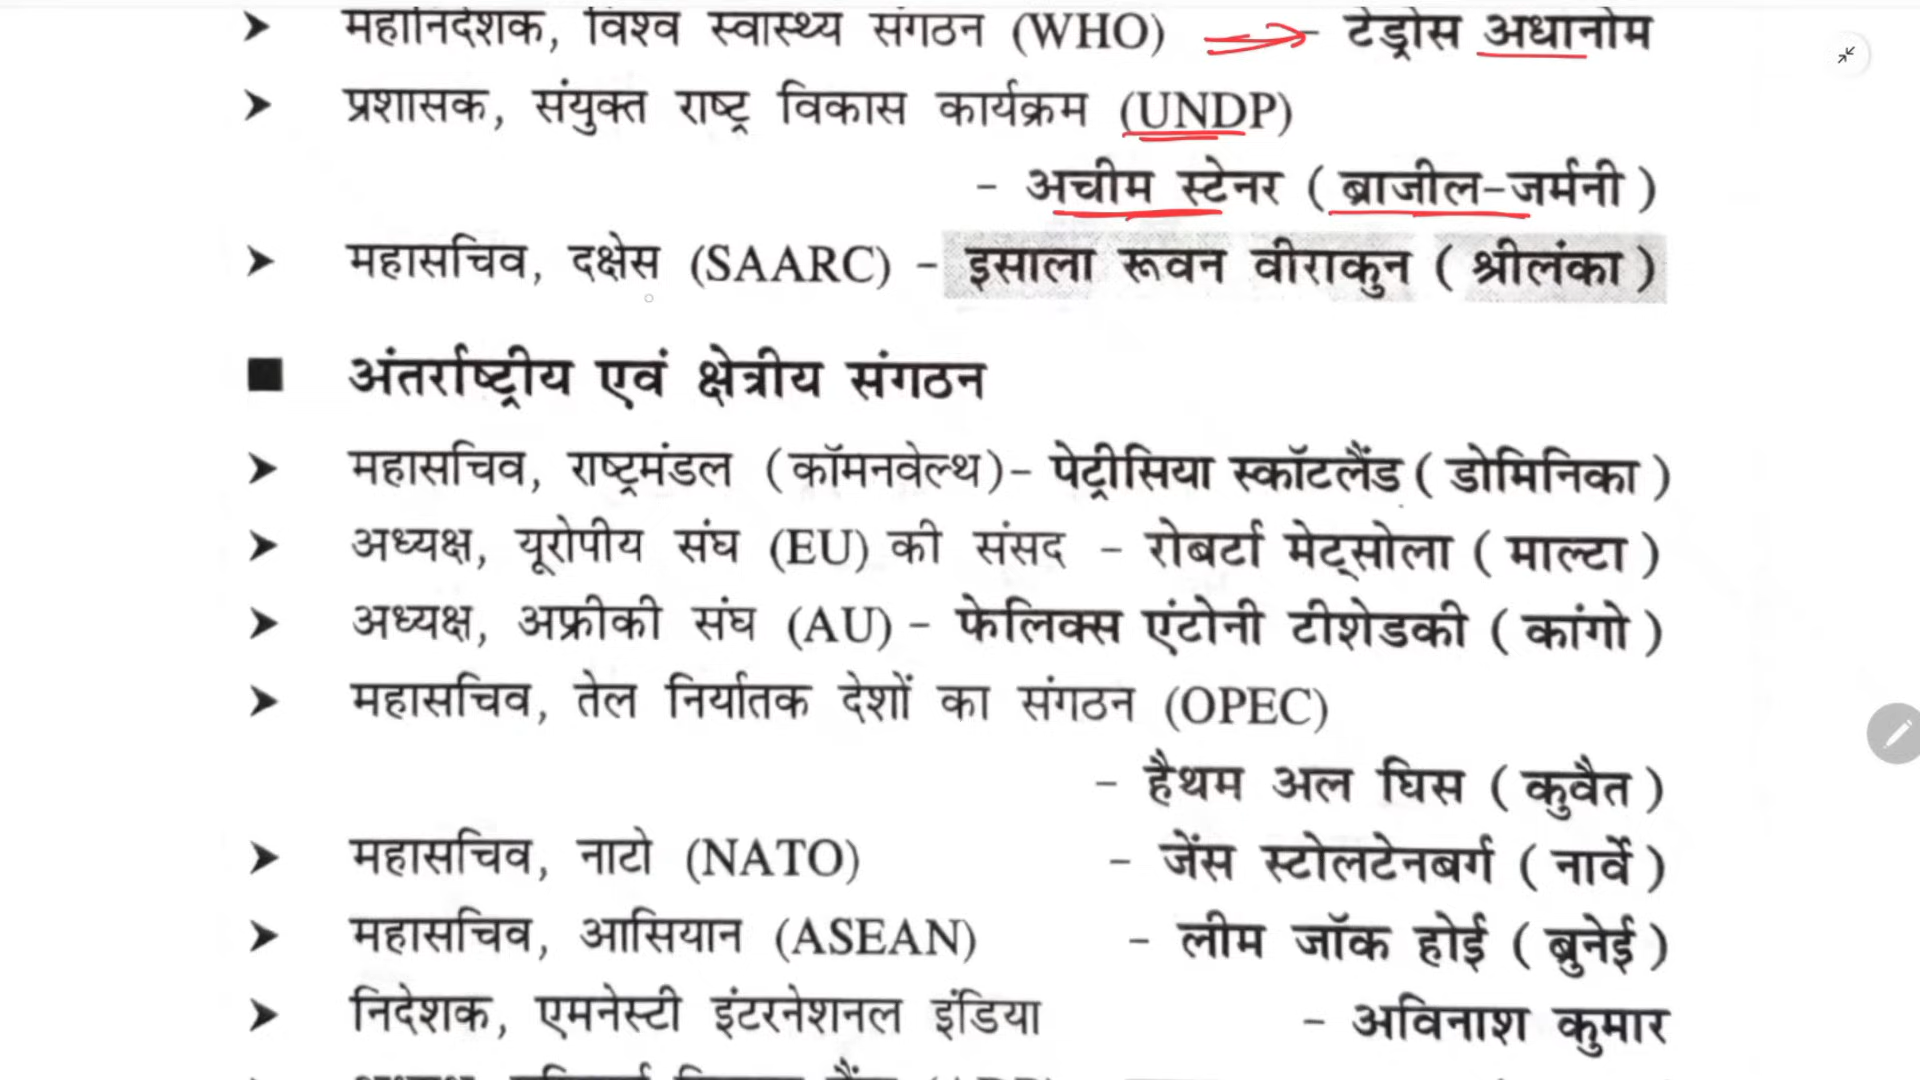 ➤ महानिदेशक, विश्व स्वास्थ्य संगठन (WHO) - टेड्रोस अधानोम
➤ प्रशासक, संयुक्त राष्ट्र विकास कार्यक्रम (UNDP)
- अचीम स्टेनर (ब्राजील-जर्मनी)
➤ महासचिव, दक्षेस (SAARC) - इसाला रूवन वीराकुन (श्रीलंका)
■ अंतर्राष्ट्रीय एवं क्षेत्रीय संगठन
➤ महासचिव, राष्ट्रमंडल (कॉमनवेल्थ)- पेट्रीसिया स्कॉटलैंड (डोमिनिका)
➤ अध्यक्ष, यूरोपीय संघ (EU) की संसद - रोबर्टा मेट्सोला (माल्टा)
➤ अध्यक्ष, अफ्रीकी संघ (AU) - फेलिक्स एंटोनी टीशेडकी (कांगो)
➤ महासचिव, तेल निर्यातक देशों का संगठन (OPEC)
- हैथम अल घिस (कुवैत)
➤ महासचिव, नाटो (NATO) - जेंस स्टोलटेनबर्ग (नार्वे)
➤ महासचिव, आसियान (ASEAN) - लीम जॉक होई (ब्रुनेई)
➤ निदेशक, एमनेस्टी इंटरनेशनल इंडिया - अविनाश कुमार